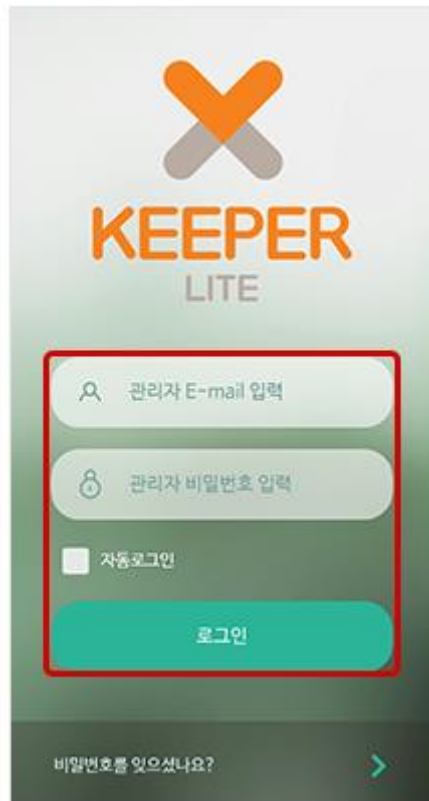 KEEPER
LITE
관리자 E-mail 입력
관리자 비밀번호 입력
자동로그인
로그인
비밀번호를 잊으셨나요?